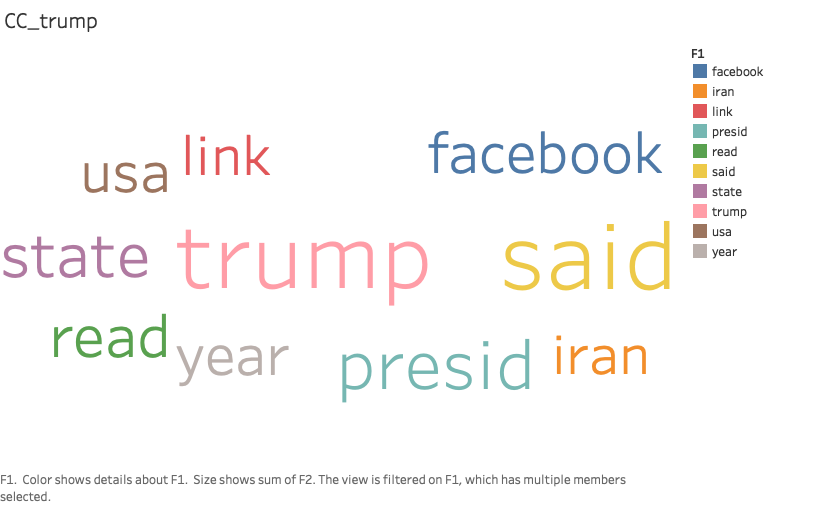 CC_trump
F1
facebook
iran
link
presid
read
said
state
trump
usa
year
link
facebook
usa
trump
said
state
read
year
presid
iran
F1.  Color shows details about F1.  Size shows sum of F2. The view is filtered on F1, which has multiple members
selected.